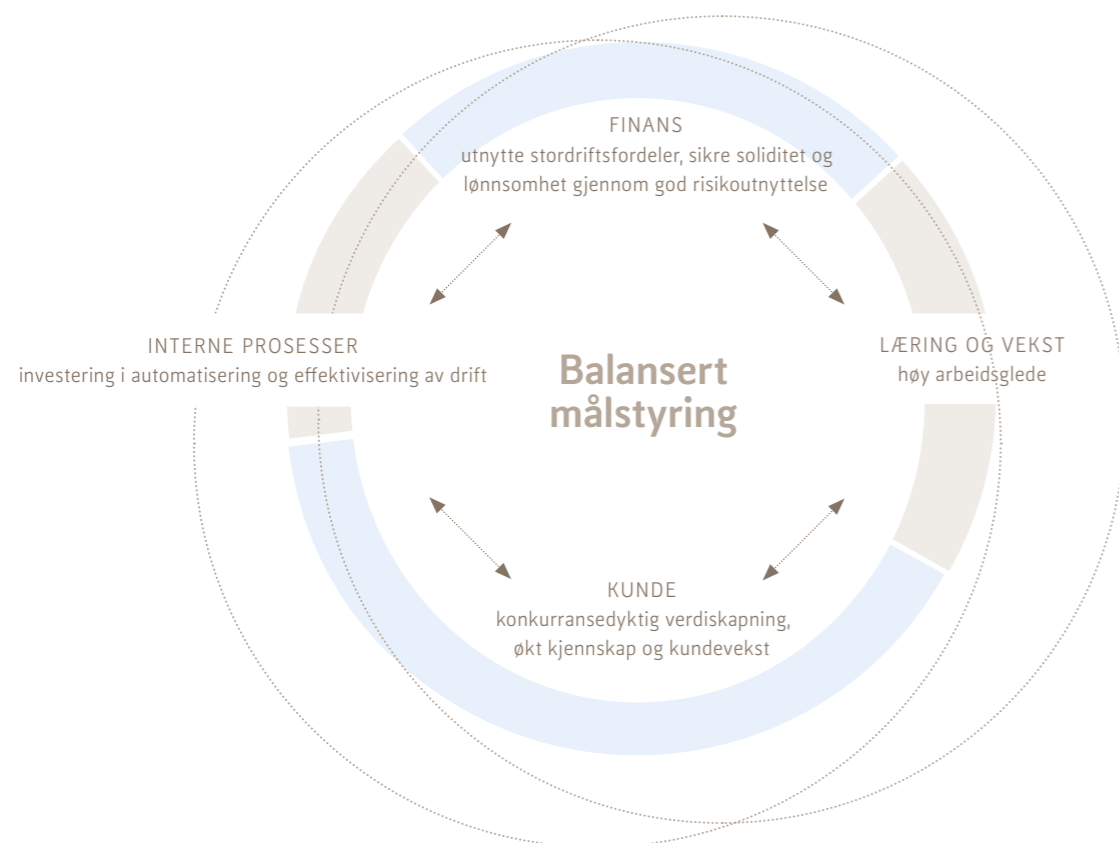 FINANS
utnytte stordriftsfordeler, sikre soliditet og
lønnsomhet gjennom god risikoutnyttelse
INTERNE PROSESSER
investering i automatisering og effektivisering av drift
Balansert
målstyring
LÆRING OG VEKST
høy arbeidsglede
KUNDE
konkurransedyktig verdiskapning,
økt kjennskap og kundevekst